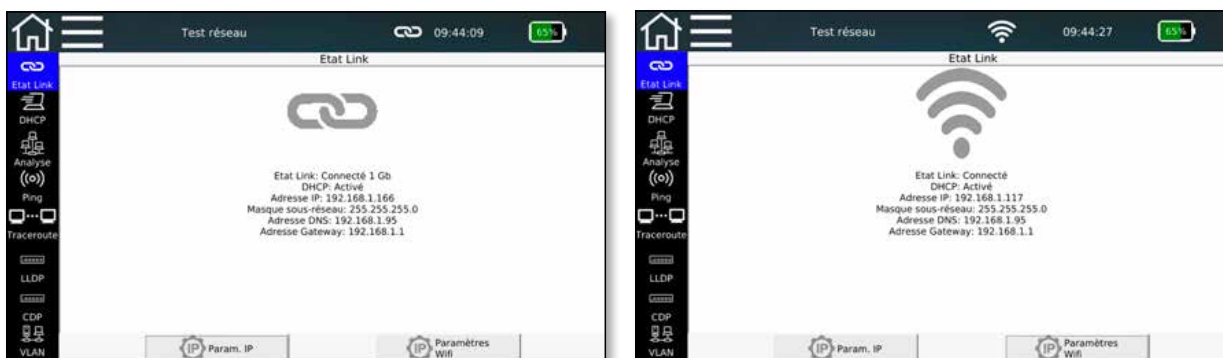 Test réseau 09:44:09 65%
Etat Link
Etat Link
DHCP
Analyse
Ping
Traceroute
LLDP
CDP
VLAN
Etat Link: Connecté 1 Gb
DHCP: Activé
Adresse IP: 192.168.1.166
Masque sous-réseau: 255.255.255.0
Adresse DNS: 192.168.1.95
Adresse Gateway: 192.168.1.1
IP Param. IP
IP Paramètres
Wifi
Test réseau 09:44:27 65%
Etat Link
Etat Link
DHCP
Analyse
Ping
Traceroute
LLDP
CDP
VLAN
Etat Link: Connecté
DHCP: Activé
Adresse IP: 192.168.1.117
Masque sous-réseau: 255.255.255.0
Adresse DNS: 192.168.1.95
Adresse Gateway: 192.168.1.1
IP Param. IP
IP Paramètres
Wifi